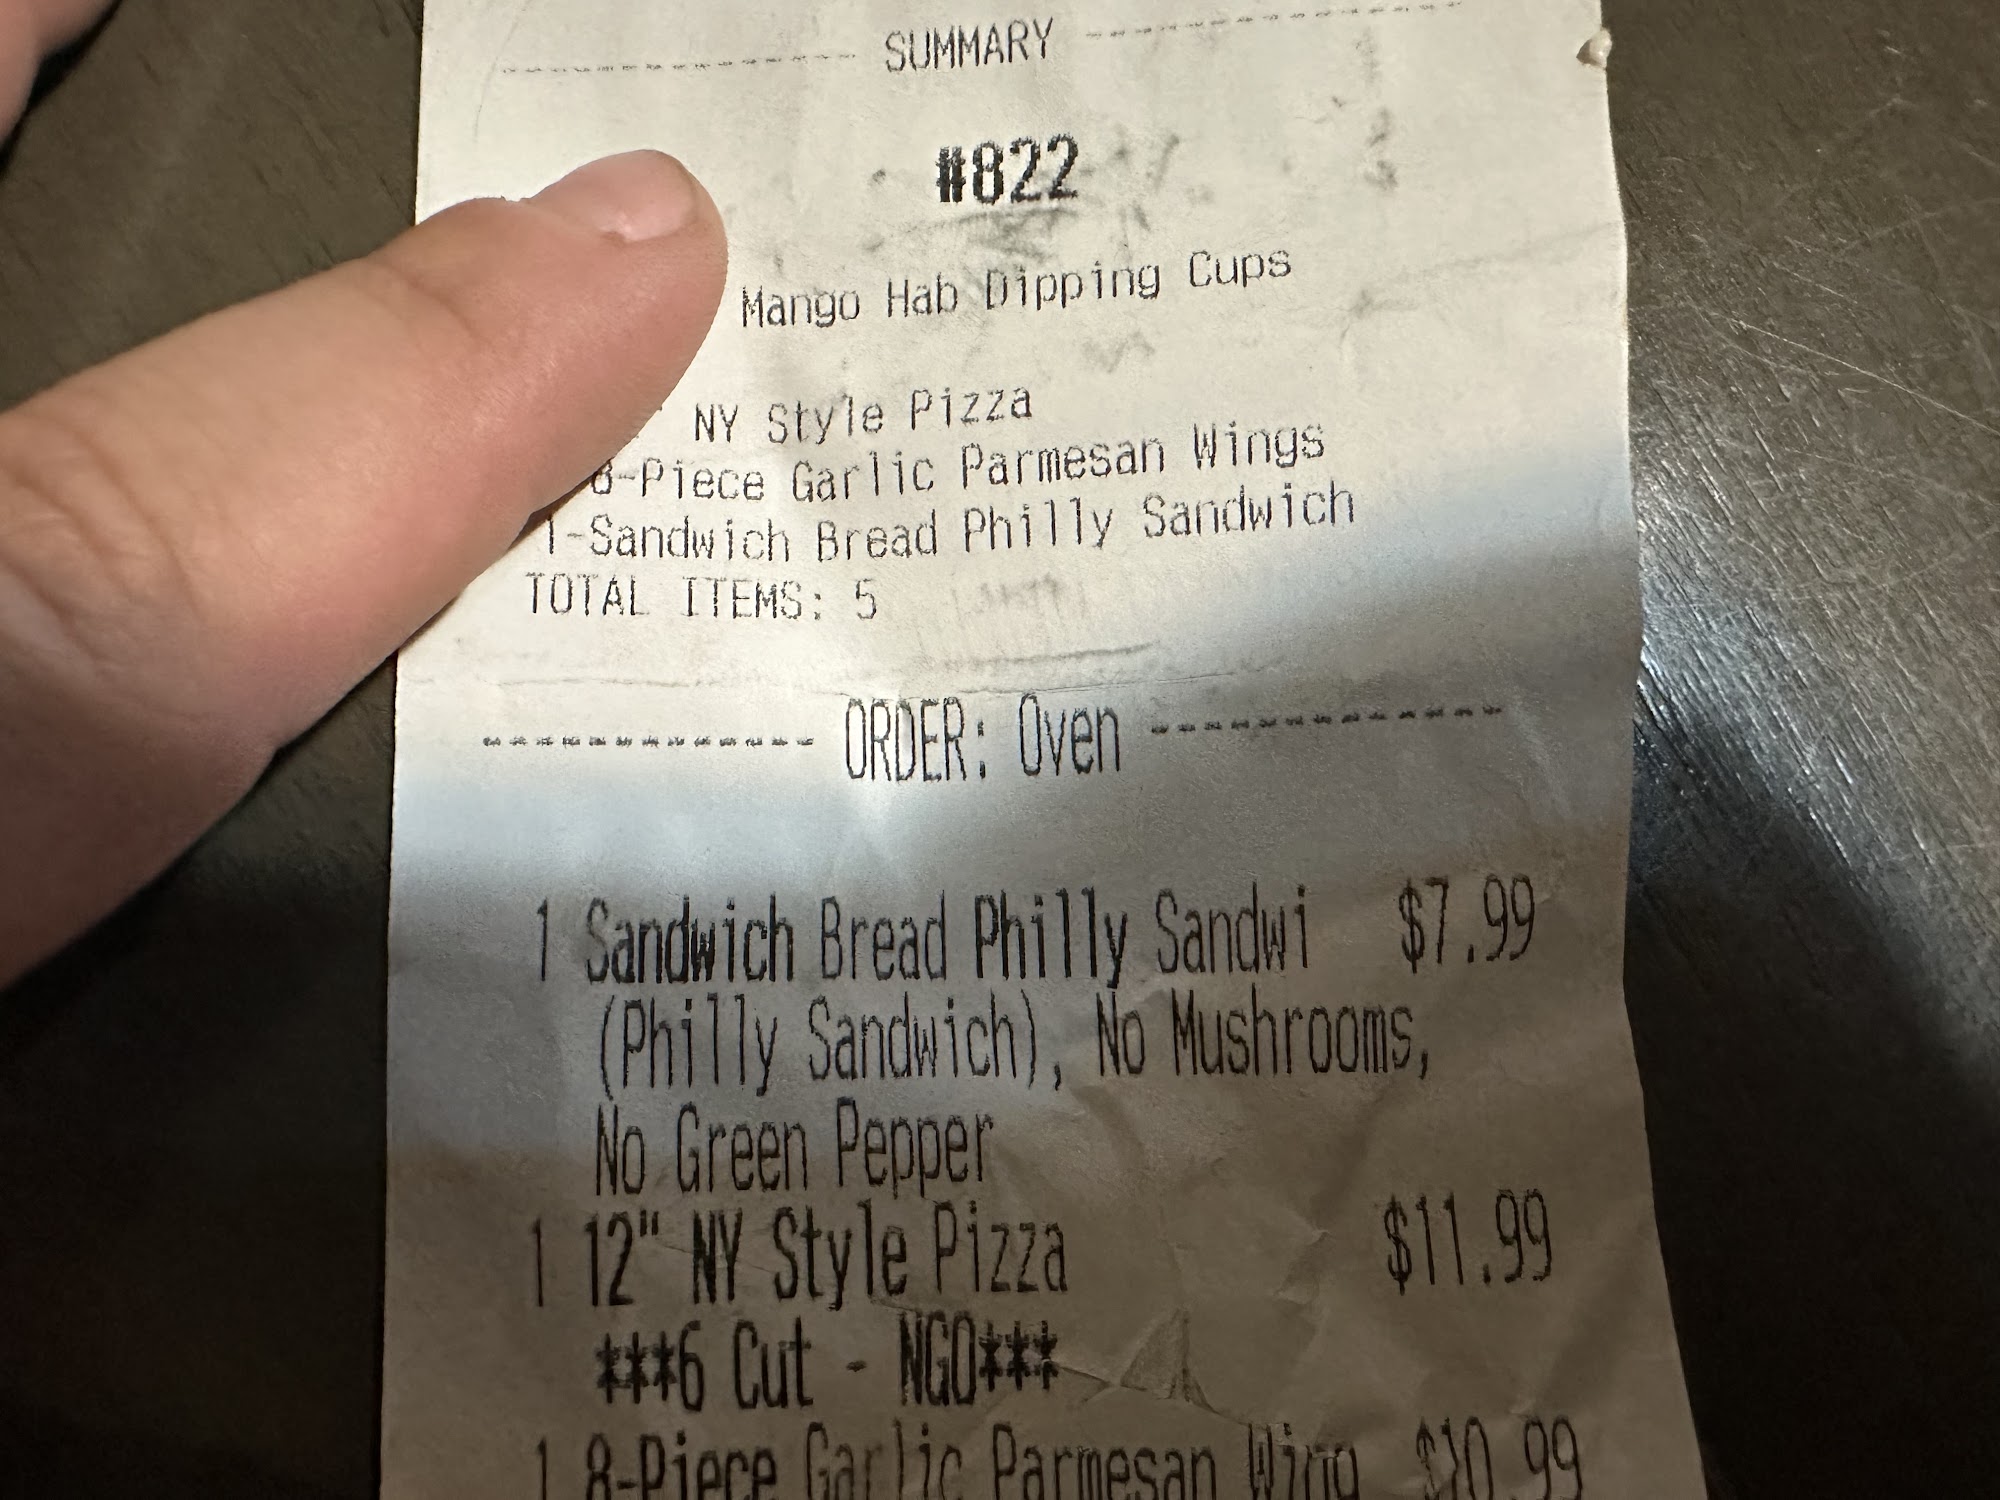 SUMMARY
#822
Mango Hab Dipping Cups
NY Style Pizza
8-Piece Garlic Parmesan Wings
1-Sandwich Bread Philly Sandwich
TOTAL ITEMS: 5
ORDER: Oven
1 Sandwich Bread Philly Sandwi $7.99
(Philly Sandwich), No Mushrooms,
No Green Pepper
1 12" NY Style Pizza $11.99
***6 Cut - NGO***
1 8-Piece Garlic Parmesan Wing $10.99